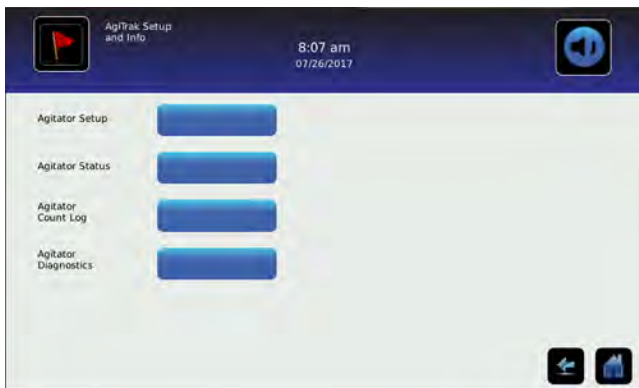 AgiTrak Setup
and Info
8:07 am
07/26/2017
Agitator Setup
Agitator Status
Agitator
Count Log
Agitator
Diagnostics